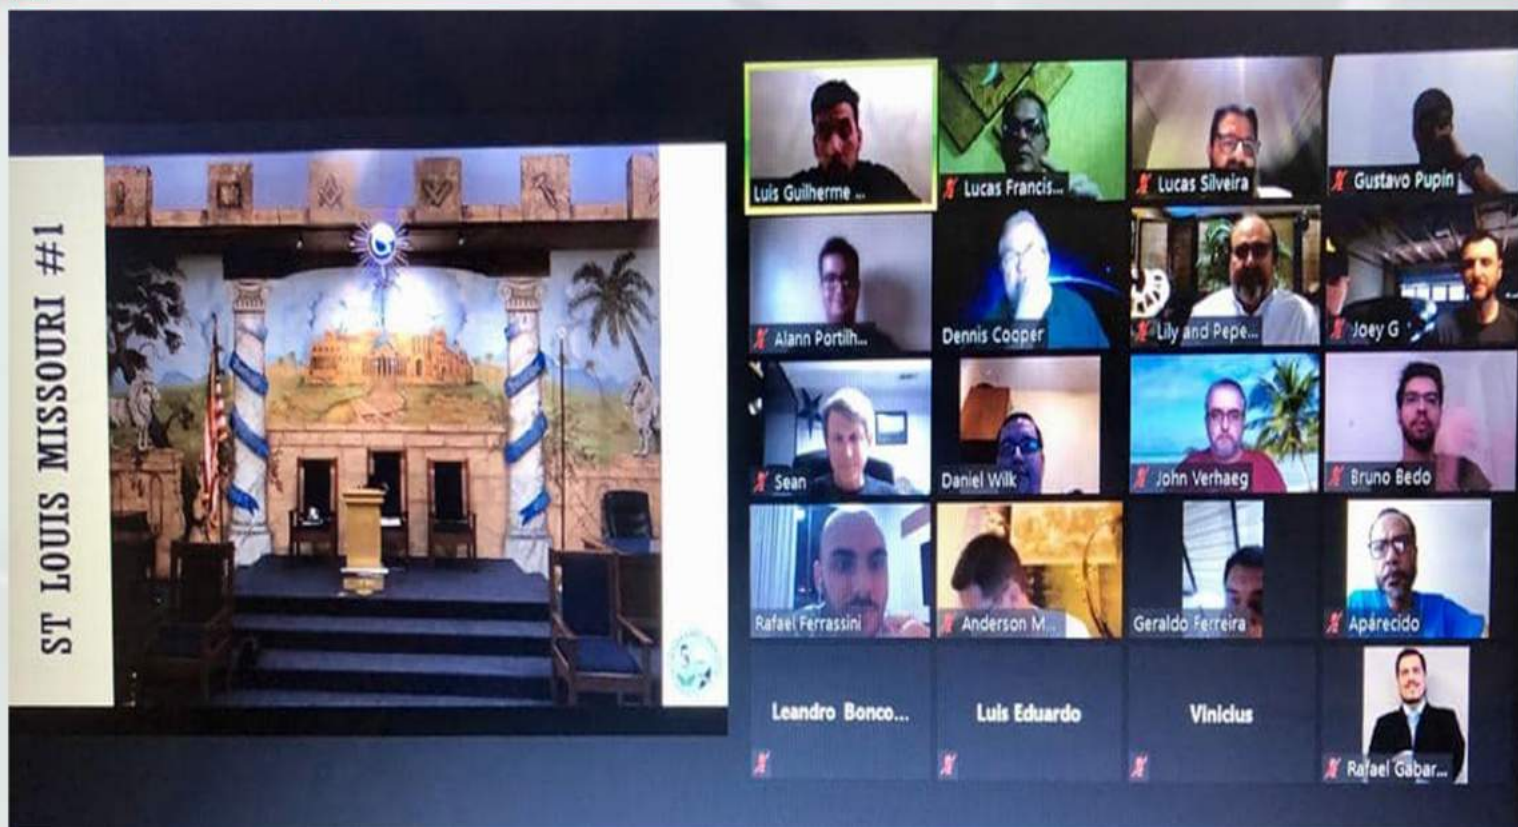 ST LOUIS MISSOURI #1
Luis Guilherme ...
Lucas Francis...
Lucas Silveira
Gustavo Pupin
Alann Portilh...
Dennis Cooper
Lily and Pepe...
Joey G
Sean
Daniel Wilk
John Verhaeg
Bruno Bedo
Rafael Ferrassini
Anderson M...
Geraldo Ferreira
Aparecido
Leandro Bonco...
Luis Eduardo
Vinicius
Rafael Gabar...